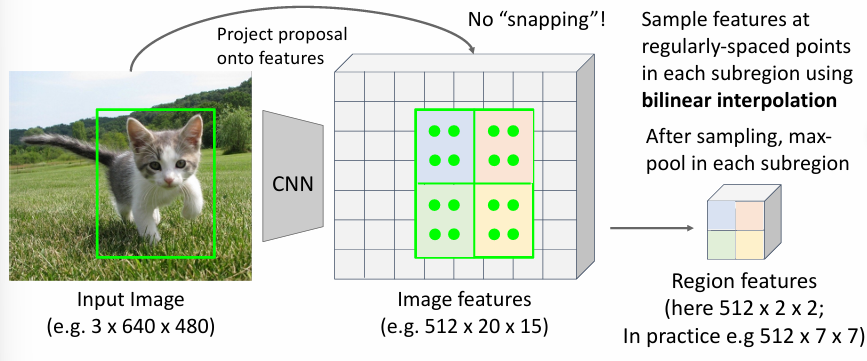 Project proposal
onto features
No “snapping”!
Sample features at
regularly-spaced points
in each subregion using
bilinear interpolation
After sampling, max-
pool in each subregion
CNN
Input Image
(e.g. 3 x 640 x 480)
Image features
(e.g. 512 x 20 x 15)
Region features
(here 512 x 2 x 2;
In practice e.g 512 x 7 x 7)